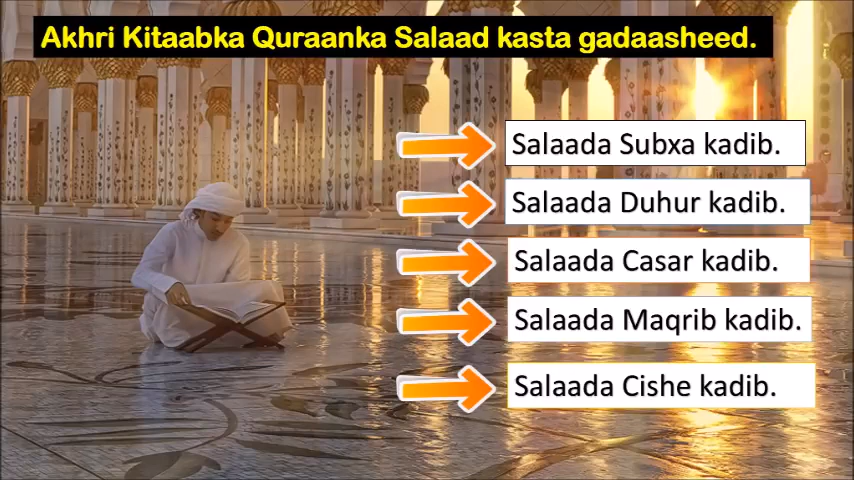 Akhri Kitaabka Quraanka Salaad kasta gadaasheed.
Salaada Subxa kadib.
Salaada Duhur kadib.
Salaada Casar kadib.
Salaada Maqrib kadib.
Salaada Cishe kadib.